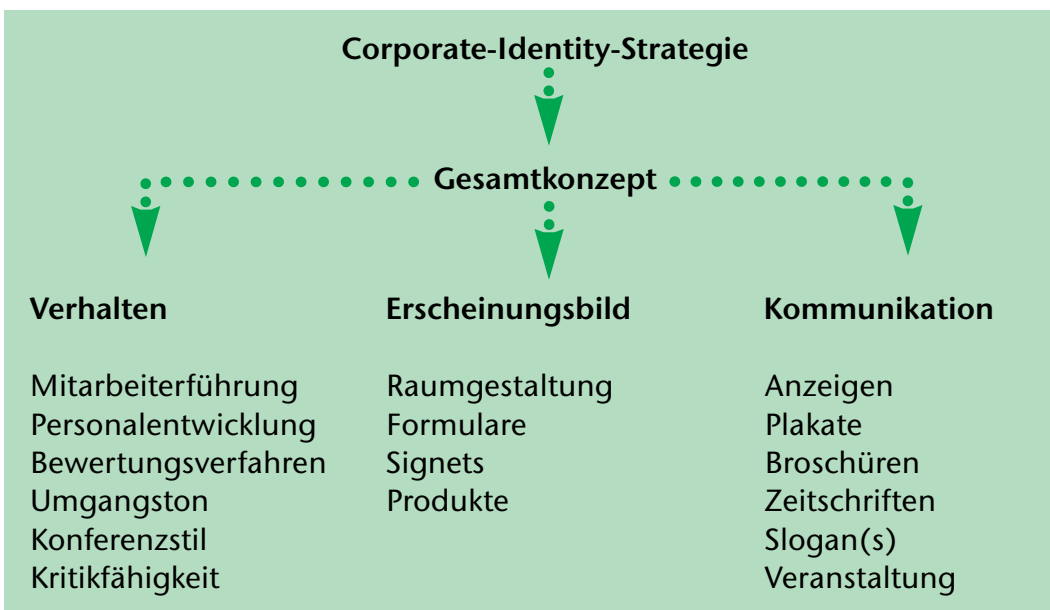 Corporate-Identity-Strategie
Gesamtkonzept
Verhalten
Mitarbeiterführung
Personalentwicklung
Bewertungsverfahren
Umgangston
Konferenzstil
Kritikfähigkeit
Erscheinungsbild
Raumgestaltung
Formulare
Signets
Produkte
Kommunikation
Anzeigen
Plakate
Broschüren
Zeitschriften
Slogan(s)
Veranstaltung